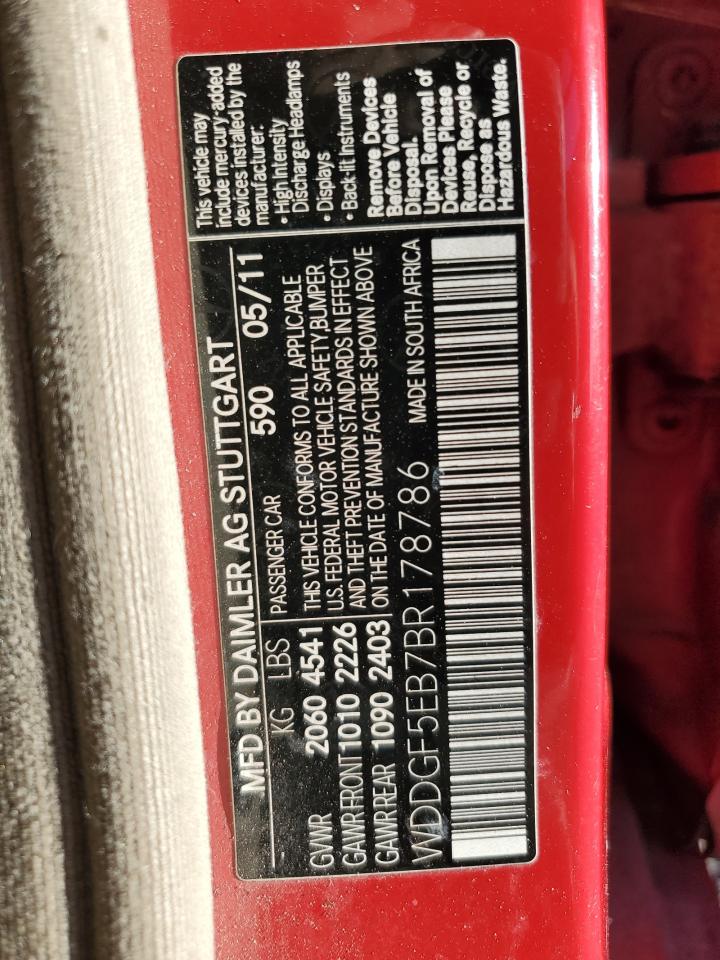 MFD BY DAIMLER AG STUTTGART
KG LBS PASSENGER CAR 590 05/11
GVWR 2060 4541 THIS VEHICLE CONFORMS TO ALL APPLICABLE
GAWR FRONT 1010 2226 U.S. FEDERAL MOTOR VEHICLE SAFETY,BUMPER
GAWR REAR 1090 2403 AND THEFT PREVENTION STANDARDS IN EFFECT
ON THE DATE OF MANUFACTURE SHOWN ABOVE
WDDGF5EB7BR178786 MADE IN SOUTH AFRICA
This vehicle may
include mercury-added
devices installed by the
manufacturer:
• High Intensity
Discharge Headlamps
• Displays
• Back-lit Instruments
Remove Devices
Before Vehicle
Disposal.
Upon Removal of
Devices Please
Reuse, Recycle or
Dispose as
Hazardous Waste.